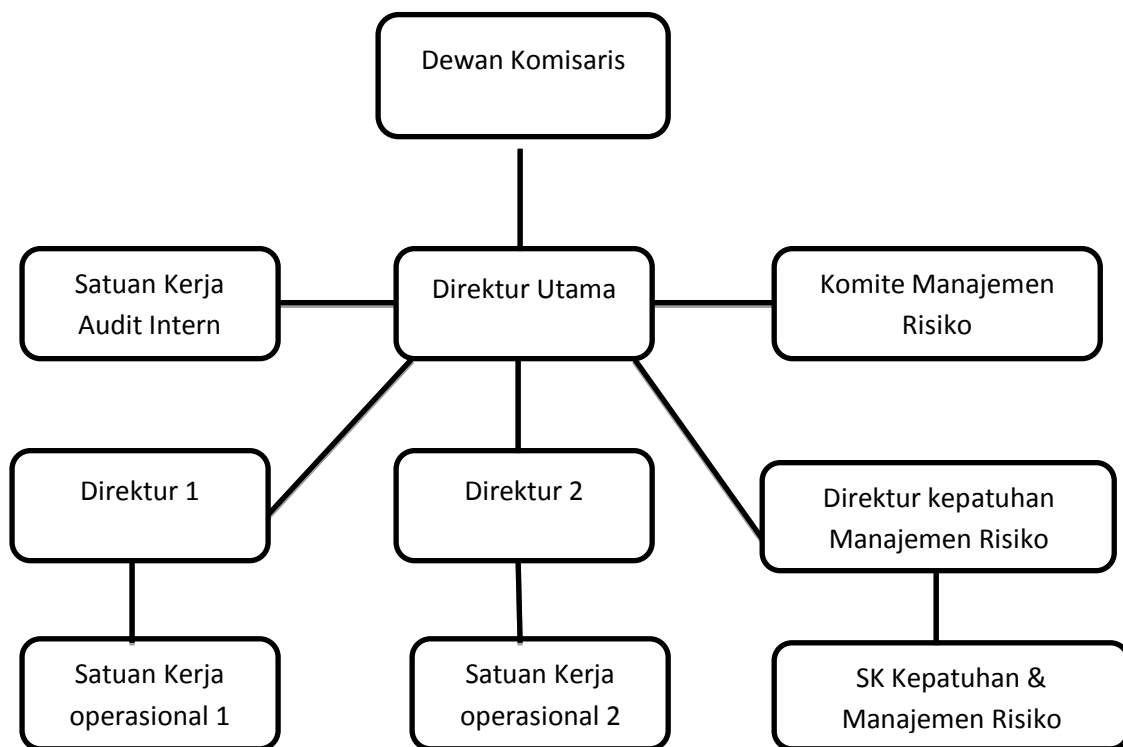 Dewan Komisaris
Satuan Kerja
Audit Intern
Direktur Utama
Komite Manajemen
Risiko
Direktur 1
Direktur 2
Direktur kepatuhan
Manajemen Risiko
Satuan Kerja
operasional 1
Satuan Kerja
operasional 2
SK Kepatuhan &
Manajemen Risiko